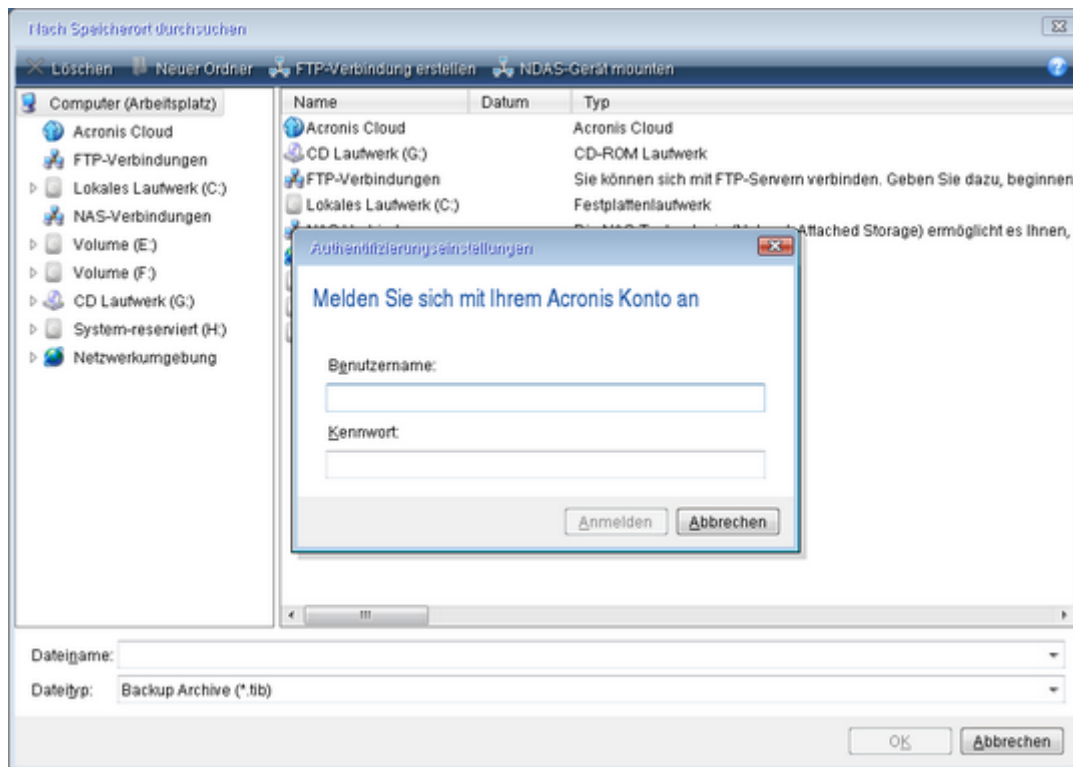 Nach Speicherort durchsuchen
Löschen Neuer Ordner FTP-Verbindung erstellen NDAS-Gerät mounten
Computer (Arbeitsplatz)
Acronis Cloud
FTP-Verbindungen
Lokales Laufwerk (C:)
NAS-Verbindungen
Volume (E:)
Volume (F:)
CD Laufwerk (G:)
System-reserviert (H:)
Netzwerkumgebung
Name Datum Typ
Acronis Cloud Acronis Cloud
CD Laufwerk (G:) CD-ROM Laufwerk
FTP-Verbindungen Sie können sich mit FTP-Servern verbinden. Geben Sie dazu, beginnen
Lokales Laufwerk (C:) Festplattenlaufwerk
Attached Storage) ermöglicht es Ihnen,
Authentifizierungseinstellungen
Melden Sie sich mit Ihrem Acronis Konto an
Benutzername:
Kennwort:
Anmelden Abbrechen
Dateiname:
Dateityp: Backup Archive (*.tib)
OK Abbrechen